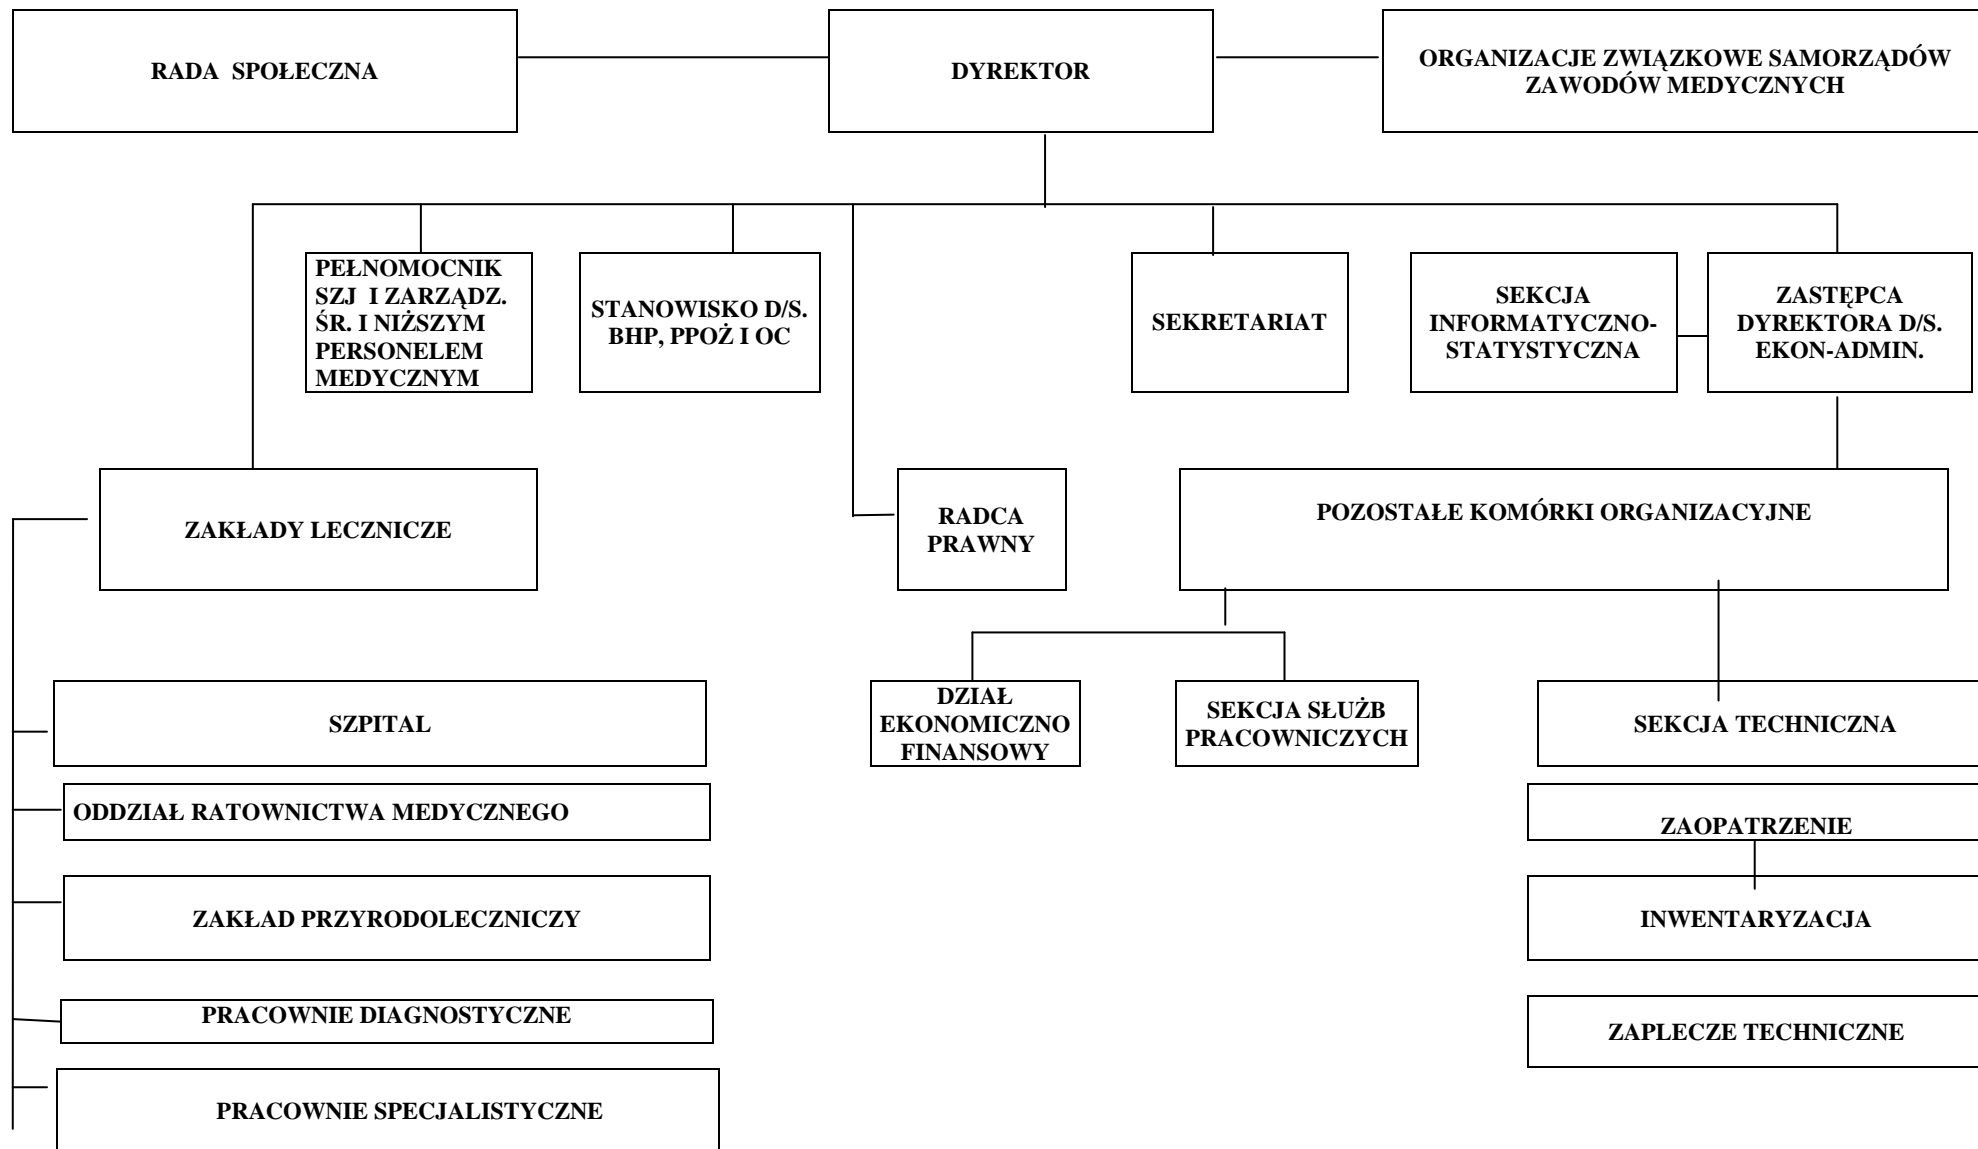 RADA SPOŁECZNA
DYREKTOR
ORGANIZACJE ZWIĄZKOWE SAMORZĄDÓW
ZAWODÓW MEDYCZNYCH
PEŁNOMOCNIK
SZJ I ZARZĄDZ.
ŚR. I NIŻSZYM
PERSONELEM
MEDYCZNYM
STANOWISKO D/S.
BHP, PPOŻ I OC
SEKRETARIAT
SEKCJA
INFORMATYCZNO-
STATYSTYCZNA
ZASTĘPCA
DYREKTORA D/S.
EKON-ADMIN.
ZAKŁADY LECZNICZE
RADCA
PRAWNY
POZOSTAŁE KOMÓRKI ORGANIZACYJNE
SZPITAL
DZIAŁ
EKONOMICZNO
FINANSOWY
SEKCJA SŁUŻB
PRACOWNICZYCH
SEKCJA TECHNICZNA
ODDZIAŁ RATOWNICTWA MEDYCZNEGO
ZAOPATRZENIE
ZAKŁAD PRZYRODOLECZNICZY
INWENTARYZACJA
PRACOWNIE DIAGNOSTYCZNE
ZAPLECZE TECHNICZNE
PRACOWNIE SPECJALISTYCZNE